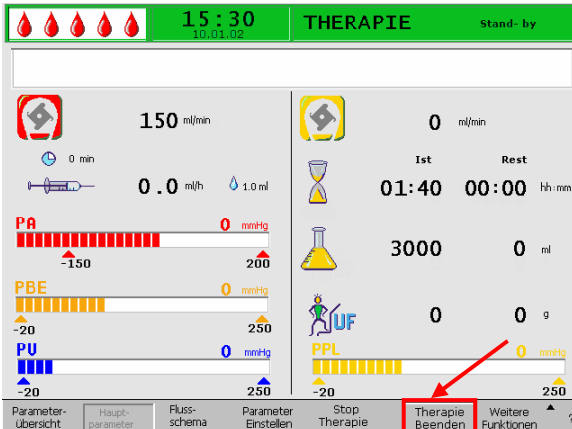 15:30
10.01.02
THERAPIE
Stand- by
150 ml/min
0 min
0.0 ml/h 1.0 ml
PA 0 mmHg
-150 200
PBE 0 mmHg
-20 250
PV 0 mmHg
-20 250
0 ml/min
Ist Rest
01:40 00:00 hh:mm
3000 0 ml
UF 0 0 g
PPL 0 mmHg
-20 250
Parameter-
übersicht
Haupt-
parameter
Fluss-
schema
Parameter
Einstellen
Stop
Therapie
Therapie
Beenden
Weitere
Funktionen
?